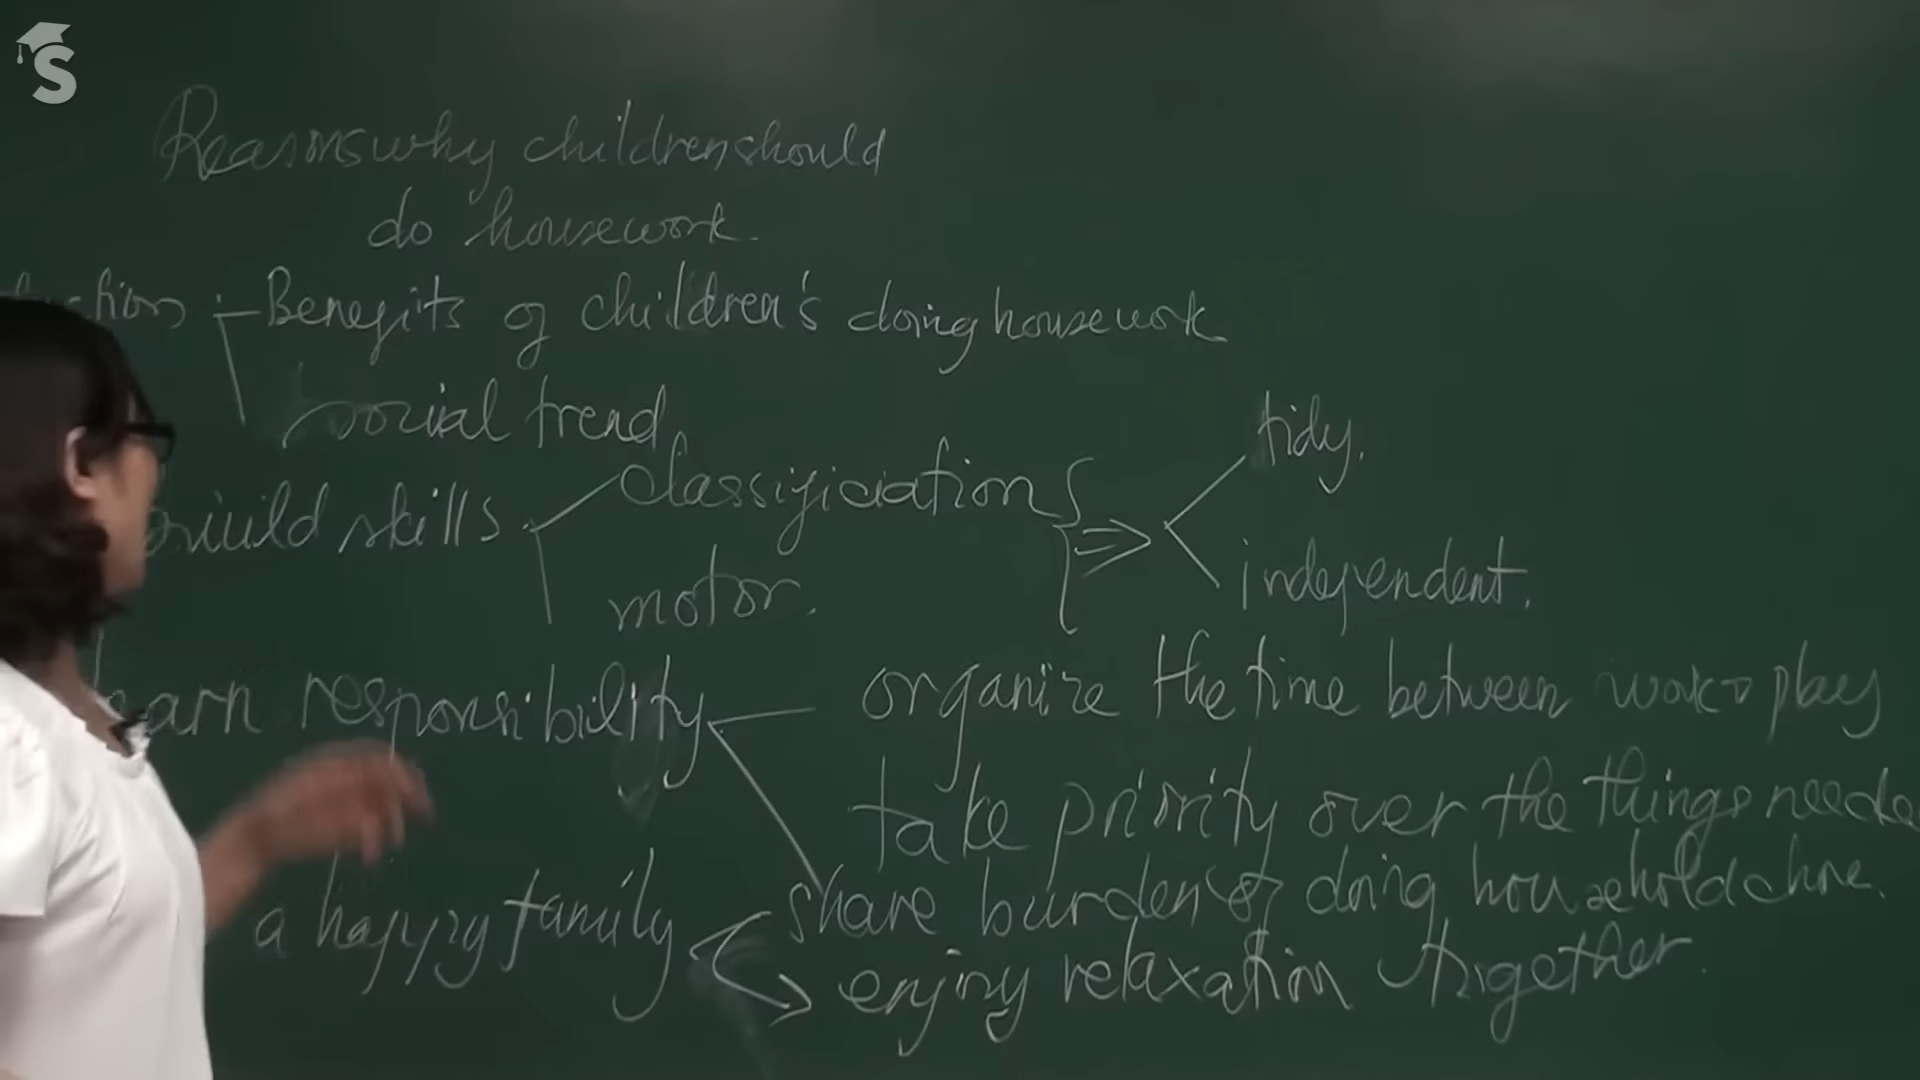 S
Reasons why children should
do housework.
Benefits of children's doing housework
social trend
tidy.
classification
build skills
independent.
motor.
learn responsibility
organize the time between work & play
take priority over the things neede
share burden of doing household chore.
a happy family
enjoy relaxation together.